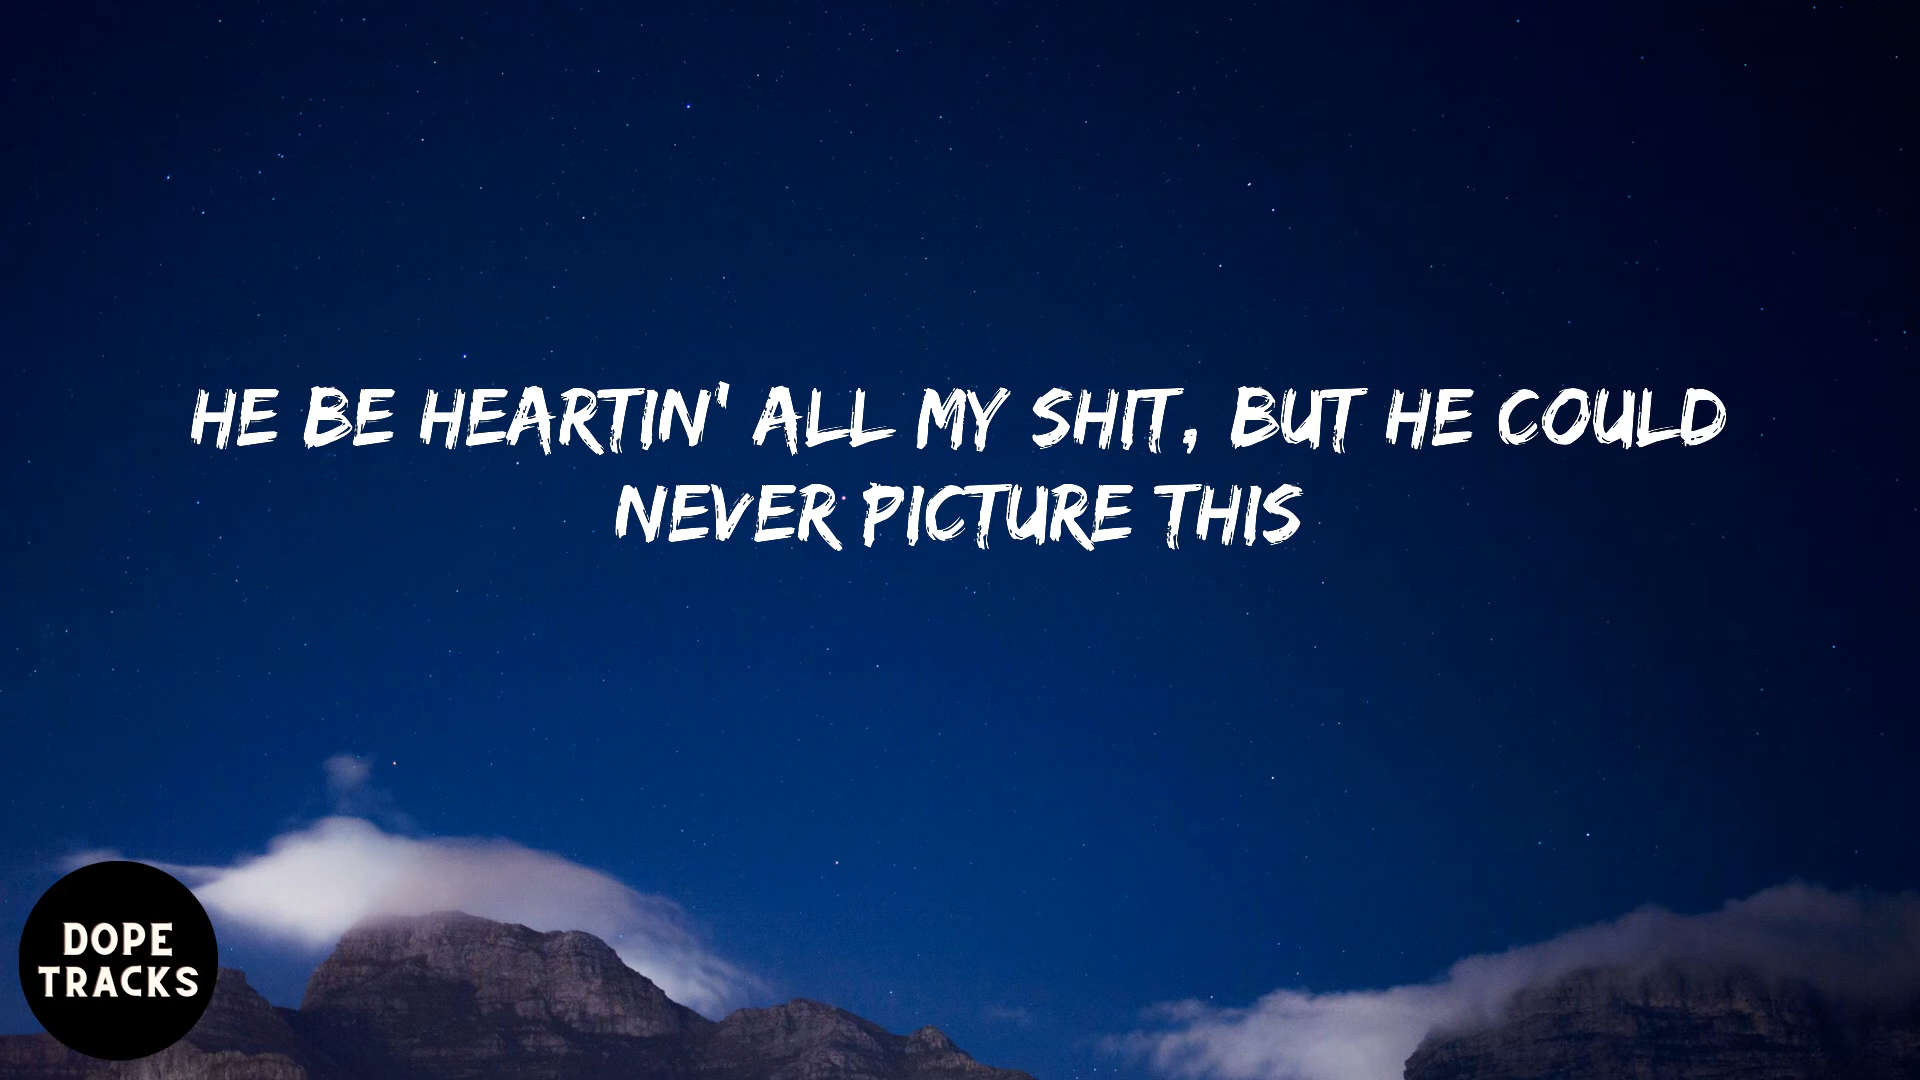 HE BE HEARTIN' ALL MY SHIT, BUT HE COULD
NEVER PICTURE THIS
DOPE
TRACKS